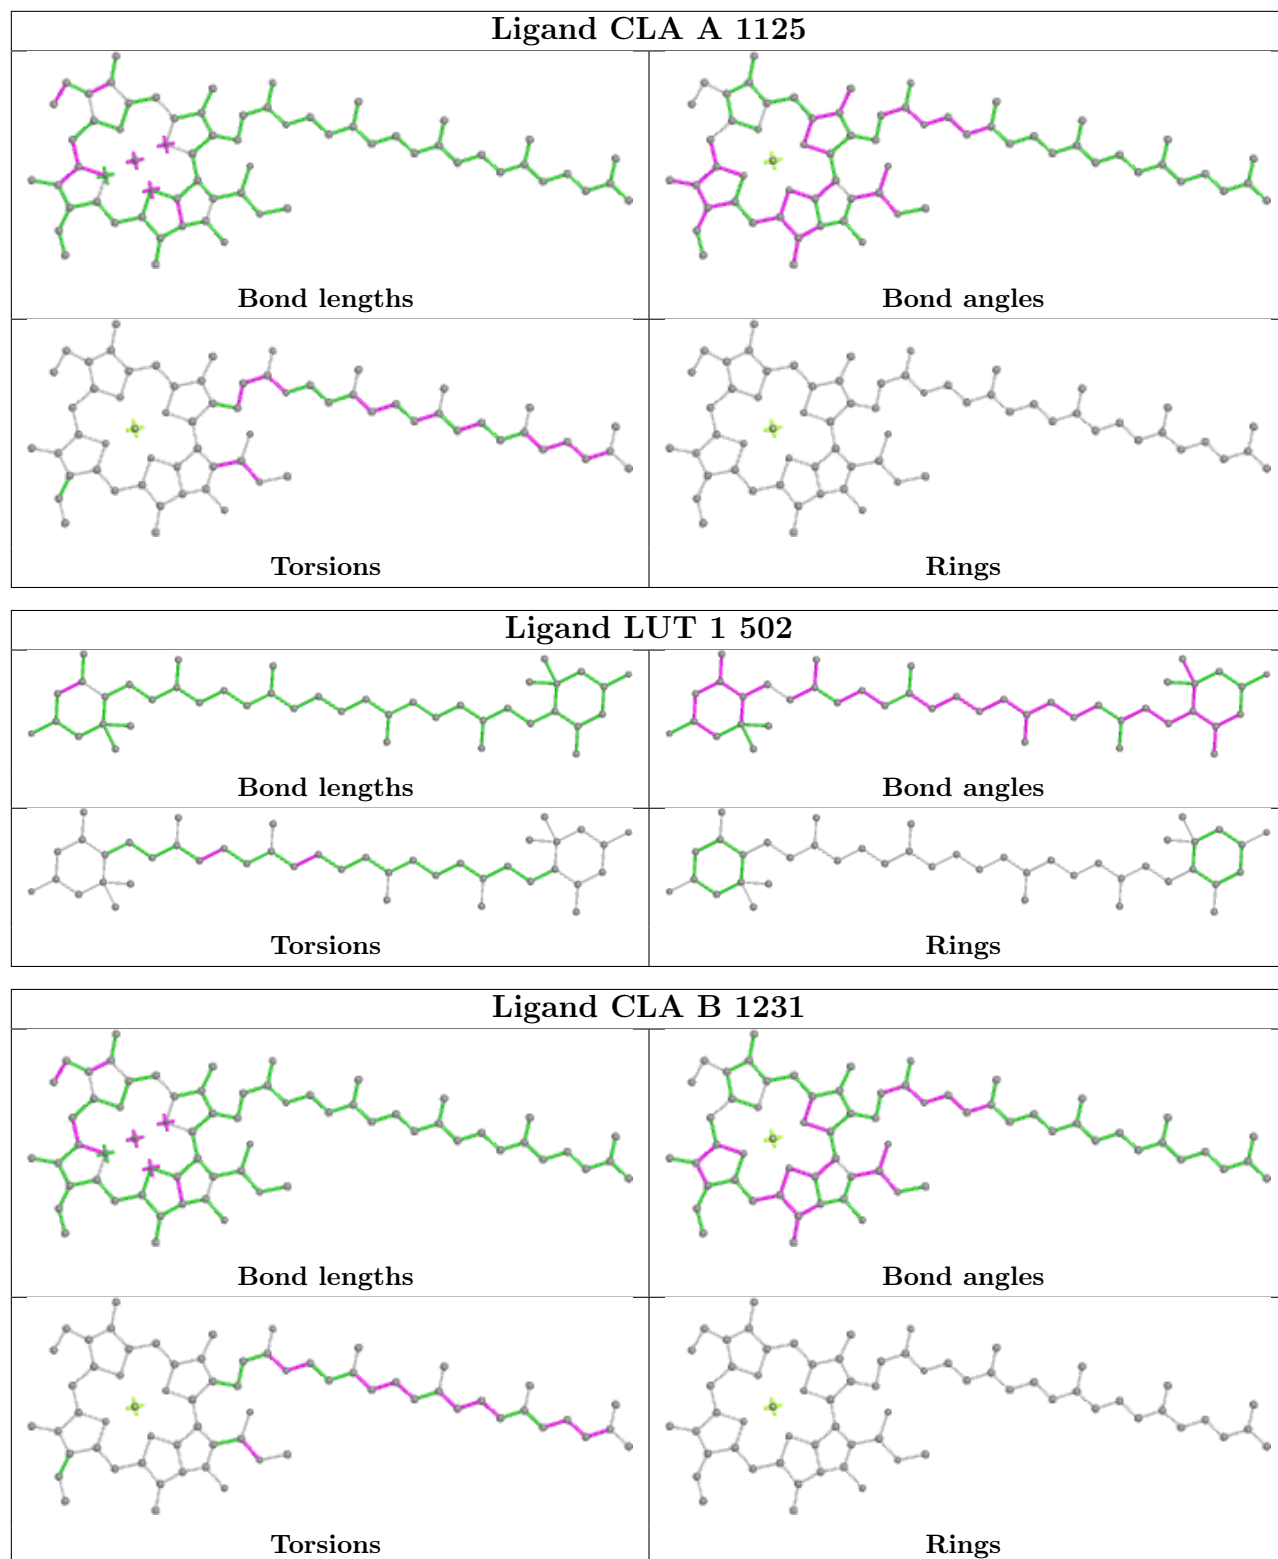 Ligand CLA A 1125
Bond lengths
Bond angles
Torsions
Rings
Ligand LUT 1 502
Bond lengths
Bond angles
Torsions
Rings
Ligand CLA B 1231
Bond lengths
Bond angles
Torsions
Rings